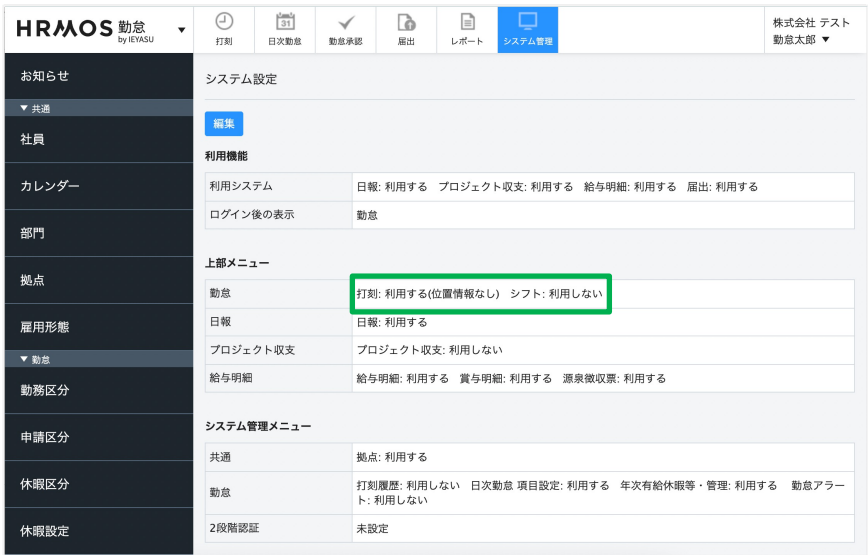 HRMOS 勤怠 ▼
by IEYASU
打刻
31
日次勤怠
勤怠承認
届出
レポート
システム管理
株式会社 テスト
勤怠太郎 ▼
お知らせ
▼ 共通
社員
カレンダー
部門
拠点
雇用形態
▼ 勤怠
勤務区分
申請区分
休暇区分
休暇設定
システム設定
編集
利用機能
利用システム 日報: 利用する プロジェクト収支: 利用する 給与明細: 利用する 届出: 利用する
ログイン後の表示 勤怠
上部メニュー
勤怠 打刻: 利用する(位置情報なし) シフト: 利用しない
日報 日報: 利用する
プロジェクト収支 プロジェクト収支: 利用しない
給与明細 給与明細: 利用する 賞与明細: 利用する 源泉徴収票: 利用する
システム管理メニュー
共通 拠点: 利用する
勤怠 打刻履歴: 利用しない 日次勤怠 項目設定: 利用する 年次有給休暇等・管理: 利用する 勤怠アラー
ト: 利用しない
2段階認証 未設定